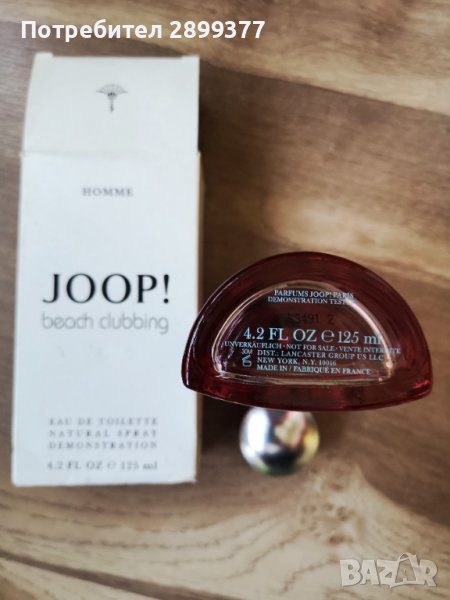 Потребител 2899377
HOMME
JOOP!
beach clubbing
EAU DE TOILETTE
NATURAL SPRAY
DEMONSTRATION
4.2 FL OZ ℮ 125 ml
PARFUMS JOOP! PARIS
DEMONSTRATION TESTER
4.2 FL OZ ℮ 125 ml
UNVERKÄUFLICH - NOT FOR SALE - VENTE INTERDITE
30M
DIST.: LANCASTER GROUP US LLC
NEW YORK, N.Y. 10016
MADE IN / FABRIQUÉ EN FRANCE
BAZAR